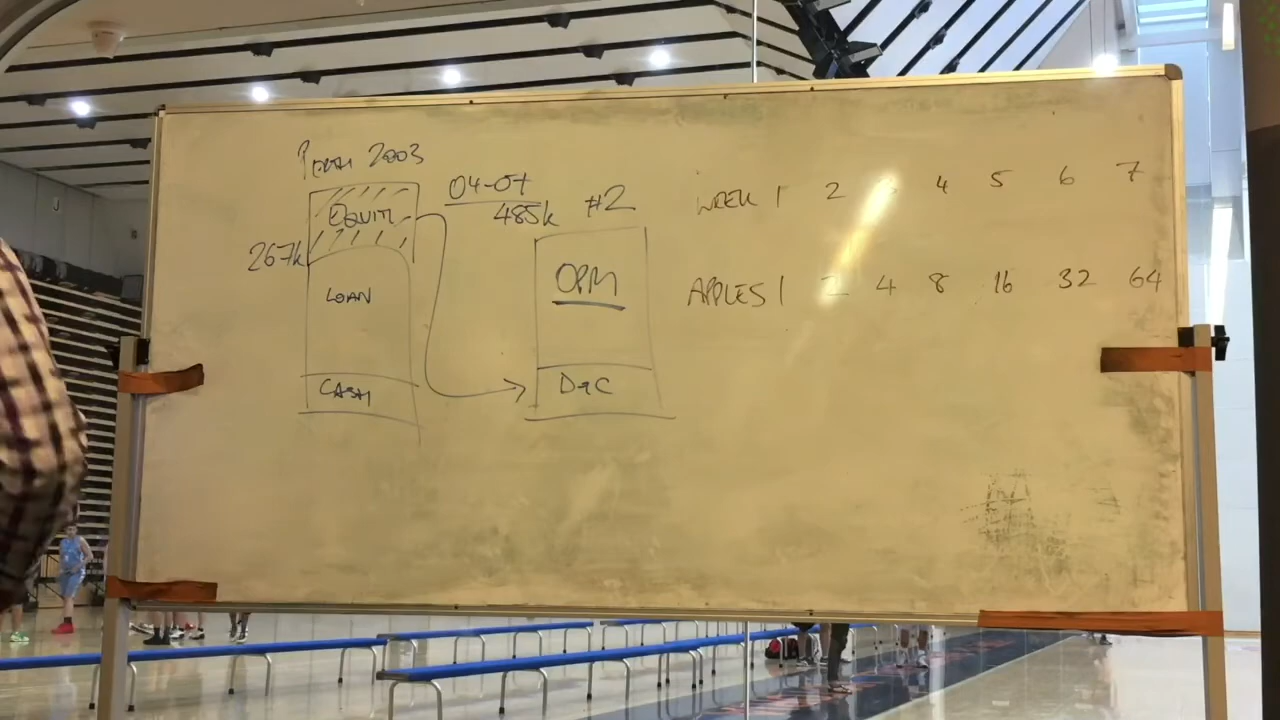 PERTH 2003
04-07
485k
#2
EQUITY
267k
LOAN
CASH
OPM
D+C
WEEK 1 2 3 4 5 6 7
APPLES 1 2 4 8 16 32 64